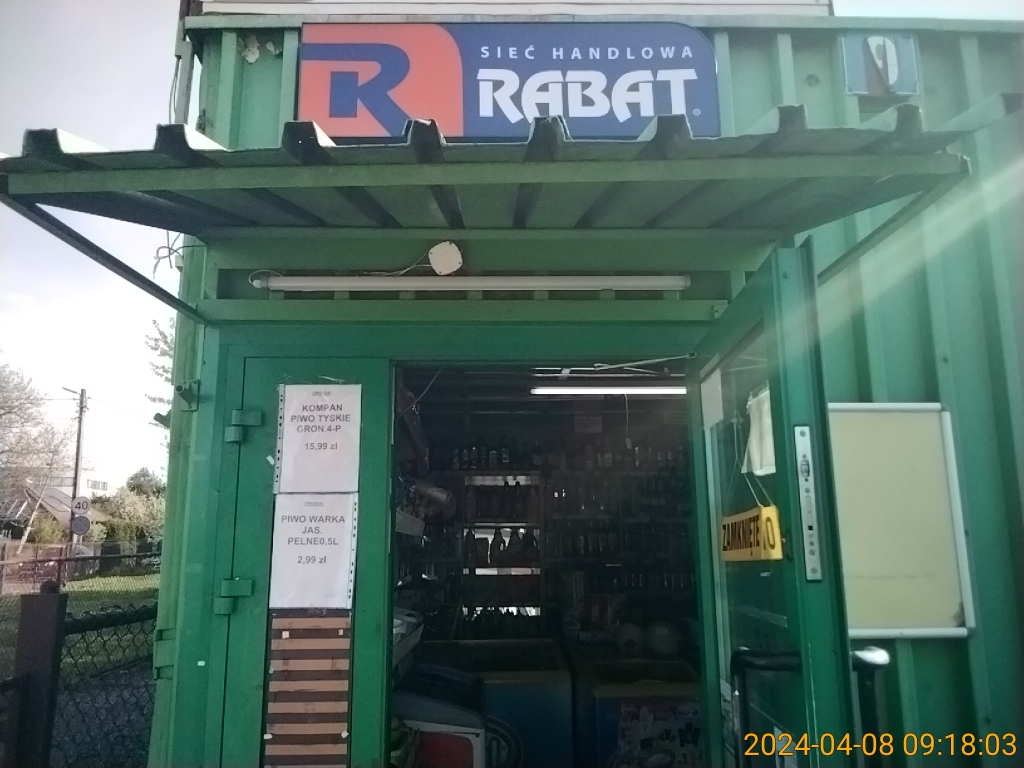 SIEĆ HANDLOWA
R RABAT®
KOMPAN
PIWO TYSKIE
GRON.4-P
15,99 zł
PIWO WARKA
JAS.
PEŁNE0,5L
2,99 zł
40
ZAMKNIĘTE
2024-04-08 09:18:03